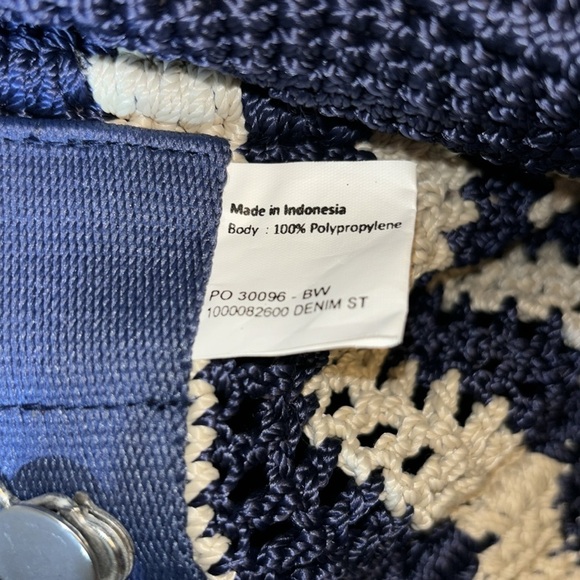 Made in Indonesia
Body : 100% Polypropylene
PO 30096 - BW
1000082600 DENIM ST